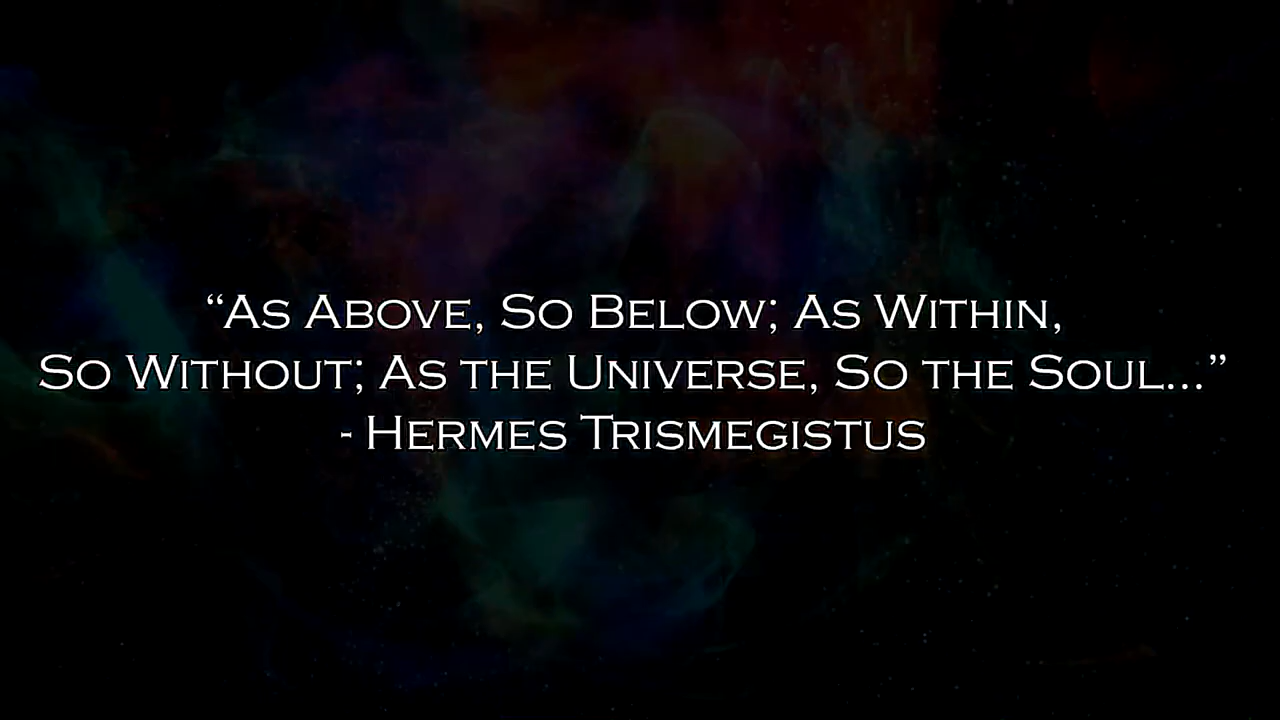 “As Above, So Below; As Within,
So Without; As the Universe, So the Soul...”
- Hermes Trismegistus